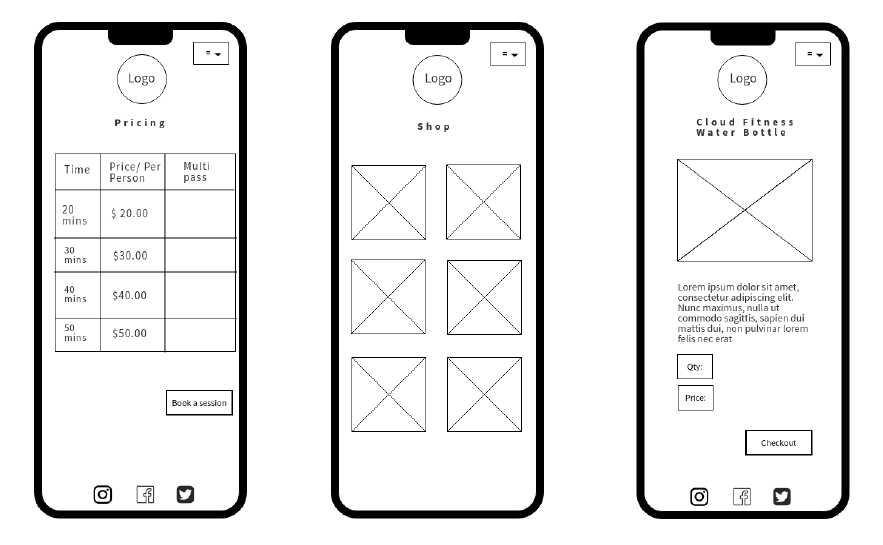 =
Logo
Pricing
Time
Price/ Per
Person
Multi
pass
20
mins
$ 20.00
30
mins
$30.00
40
mins
$40.00
50
mins
$50.00
Book a session
=
Logo
Shop
=
Logo
Cloud Fitness
Water Bottle
Lorem ipsum dolor sit amet,
consectetur adipiscing elit.
Nunc maximus, nulla ut
commodo sagittis, sapien dui
mattis dui, non pulvinar lorem
felis nec erat
Qty:
Price:
Checkout